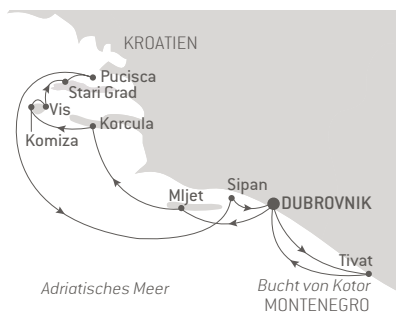 KROATIEN
Pucisca
Stari Grad
Vis
Komiza
Korcula
Mljet
Sipan
DUBROVNIK
Tivat
Adriatisches Meer
Bucht von Kotor
MONTENEGRO